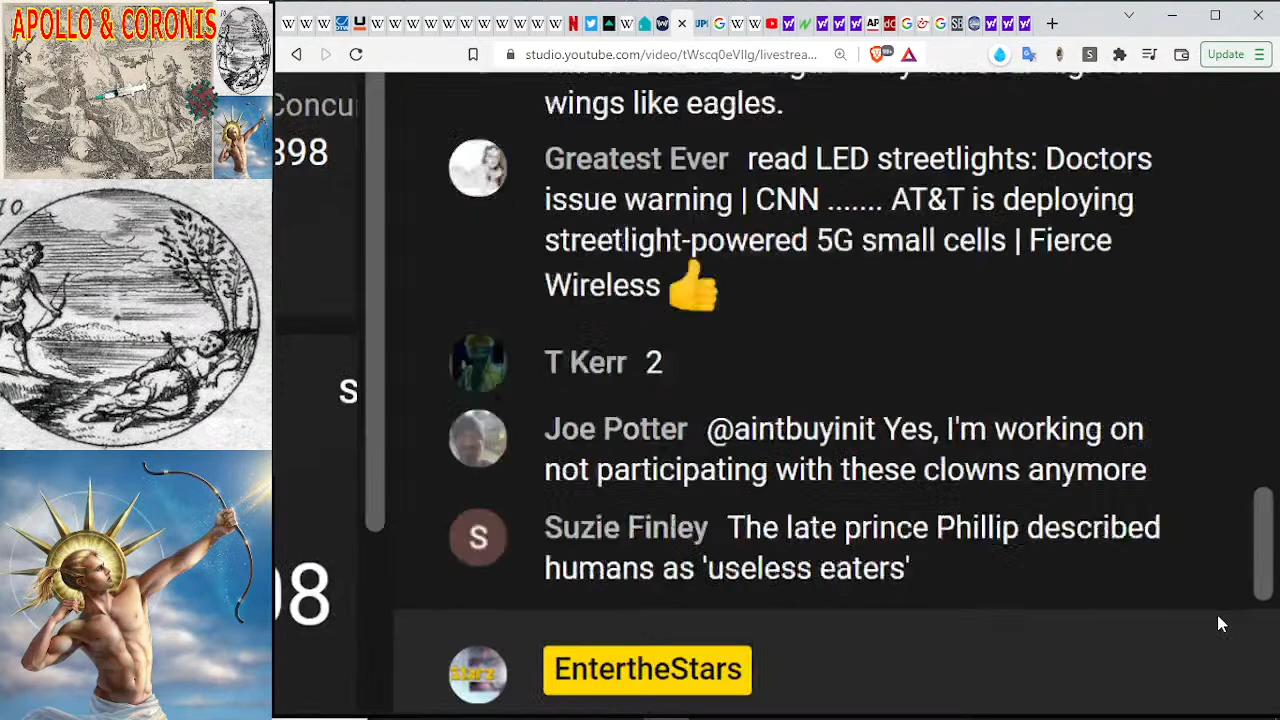 APOLLO & CORONIS
studio.youtube.com/video/tWscq0eVlIg/livestrea...
99+
Update
wings like eagles.
Concu
398
Greatest Ever read LED streetlights: Doctors
issue warning | CNN ....... AT&T is deploying
streetlight-powered 5G small cells | Fierce
Wireless 👍
T Kerr 2
S
Joe Potter @aintbuyinit Yes, I'm working on
not participating with these clowns anymore
S
Suzie Finley The late prince Phillip described
humans as 'useless eaters'
8
EntertheStars
10